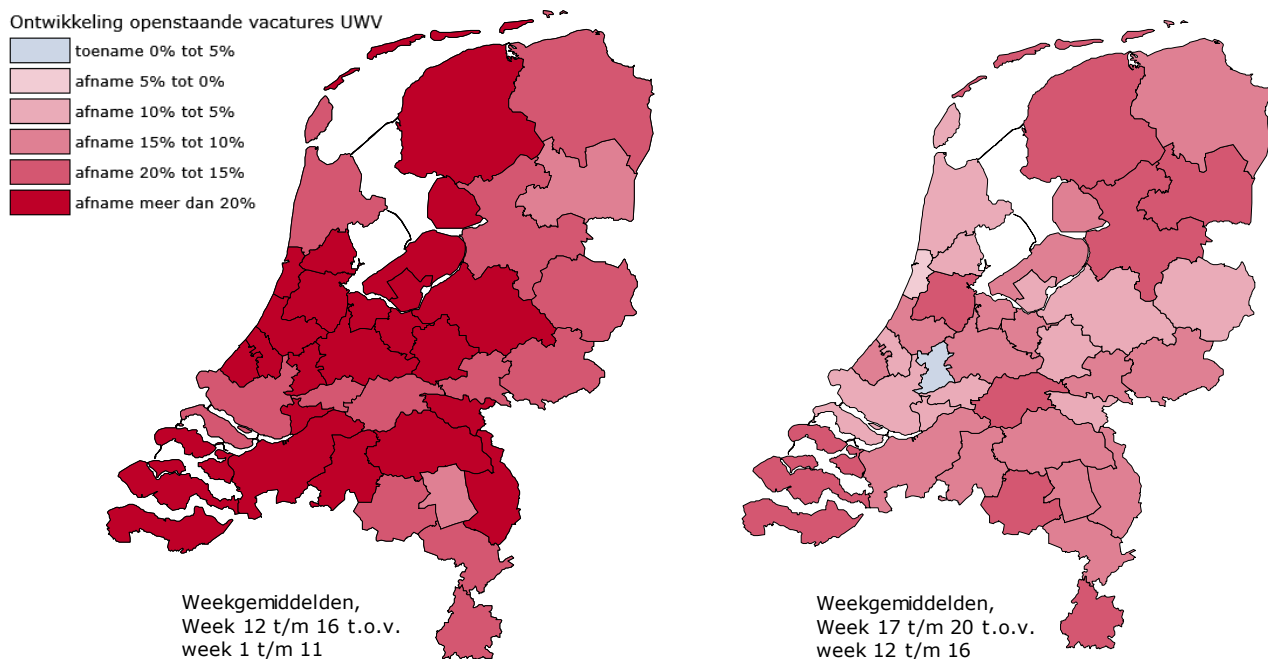 Ontwikkeling openstaande vacatures UWV
toename 0% tot 5%
afname 5% tot 0%
afname 10% tot 5%
afname 15% tot 10%
afname 20% tot 15%
afname meer dan 20%
Weekgemiddelden,
Week 12 t/m 16 t.o.v.
week 1 t/m 11
Weekgemiddelden,
Week 17 t/m 20 t.o.v.
week 12 t/m 16